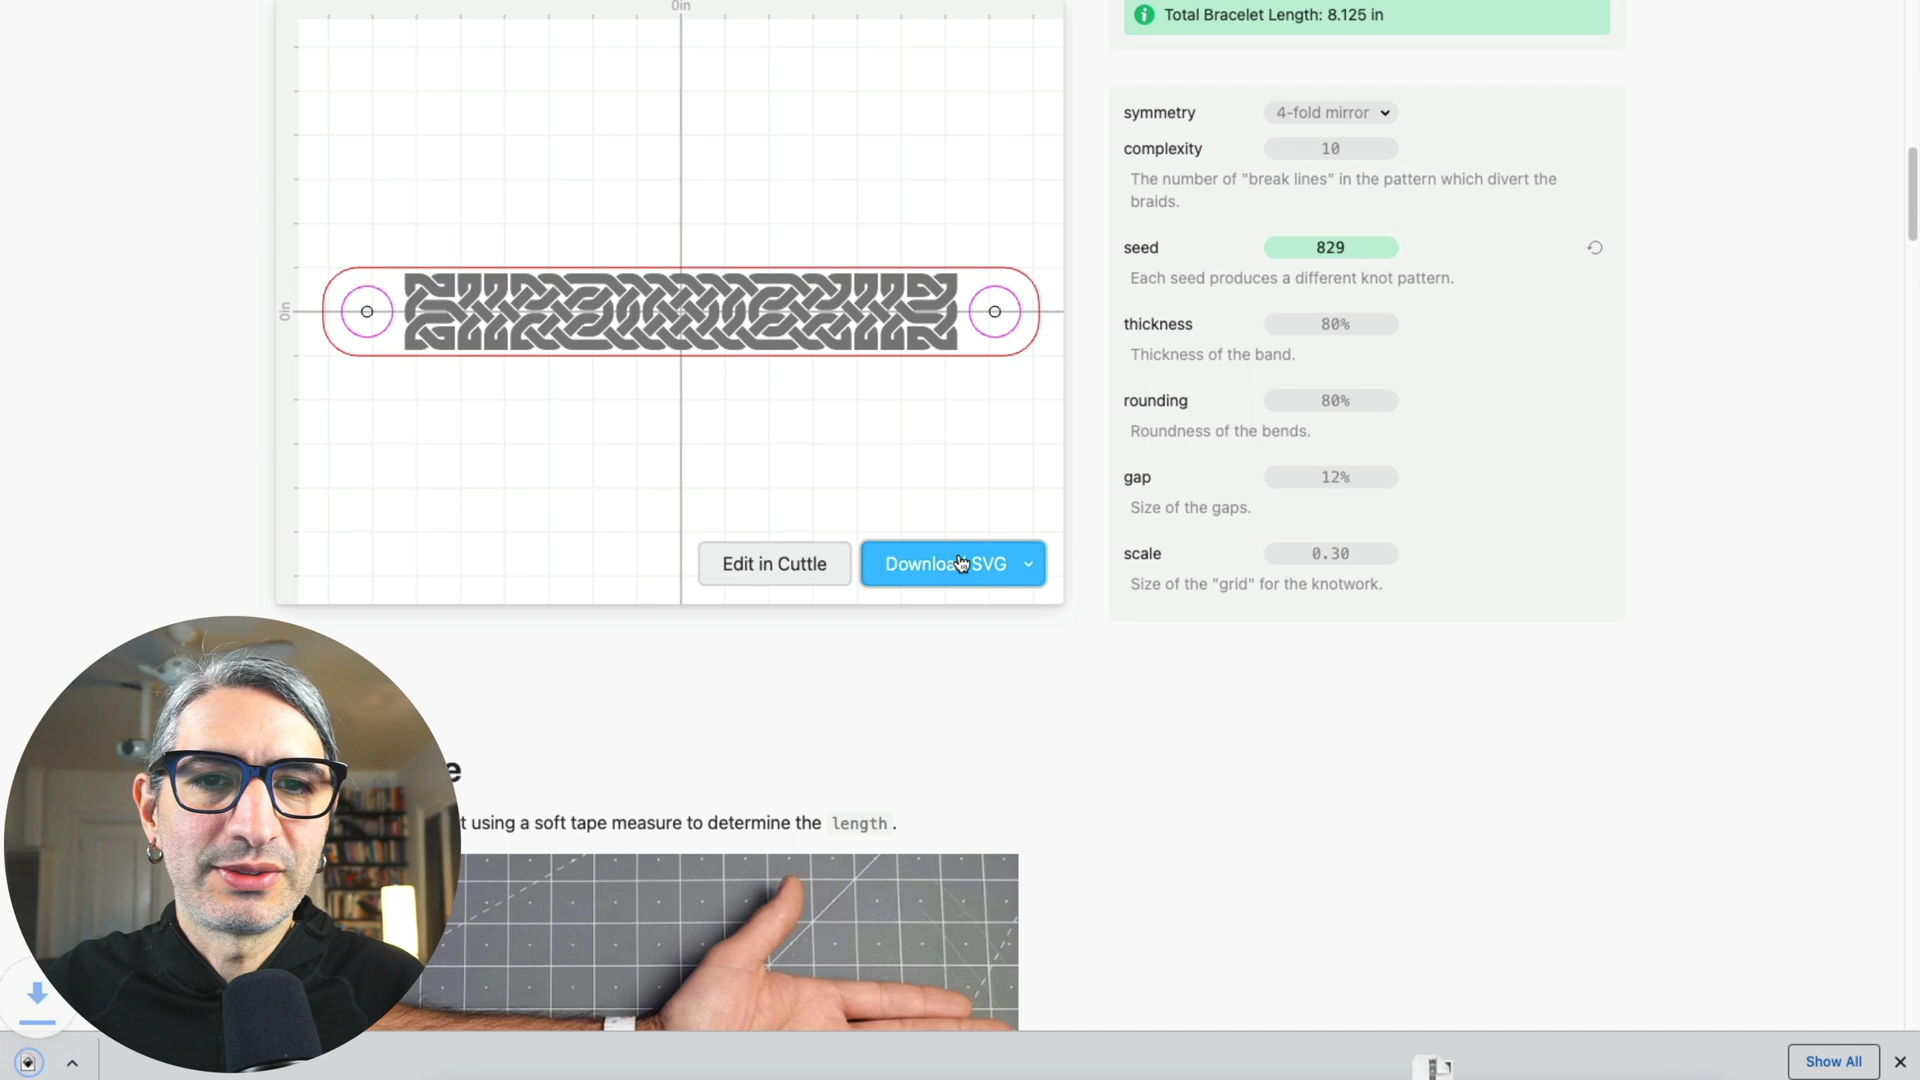 0in
Total Bracelet Length: 8.125 in
symmetry 4-fold mirror
complexity 10
The number of "break lines" in the pattern which divert the
braids.
seed 829
Each seed produces a different knot pattern.
0in
thickness 80%
Thickness of the band.
rounding 80%
Roundness of the bends.
gap 12%
Size of the gaps.
Edit in Cuttle
Download SVG
scale 0.30
Size of the "grid" for the knotwork.
e
t using a soft tape measure to determine the length.
Show All